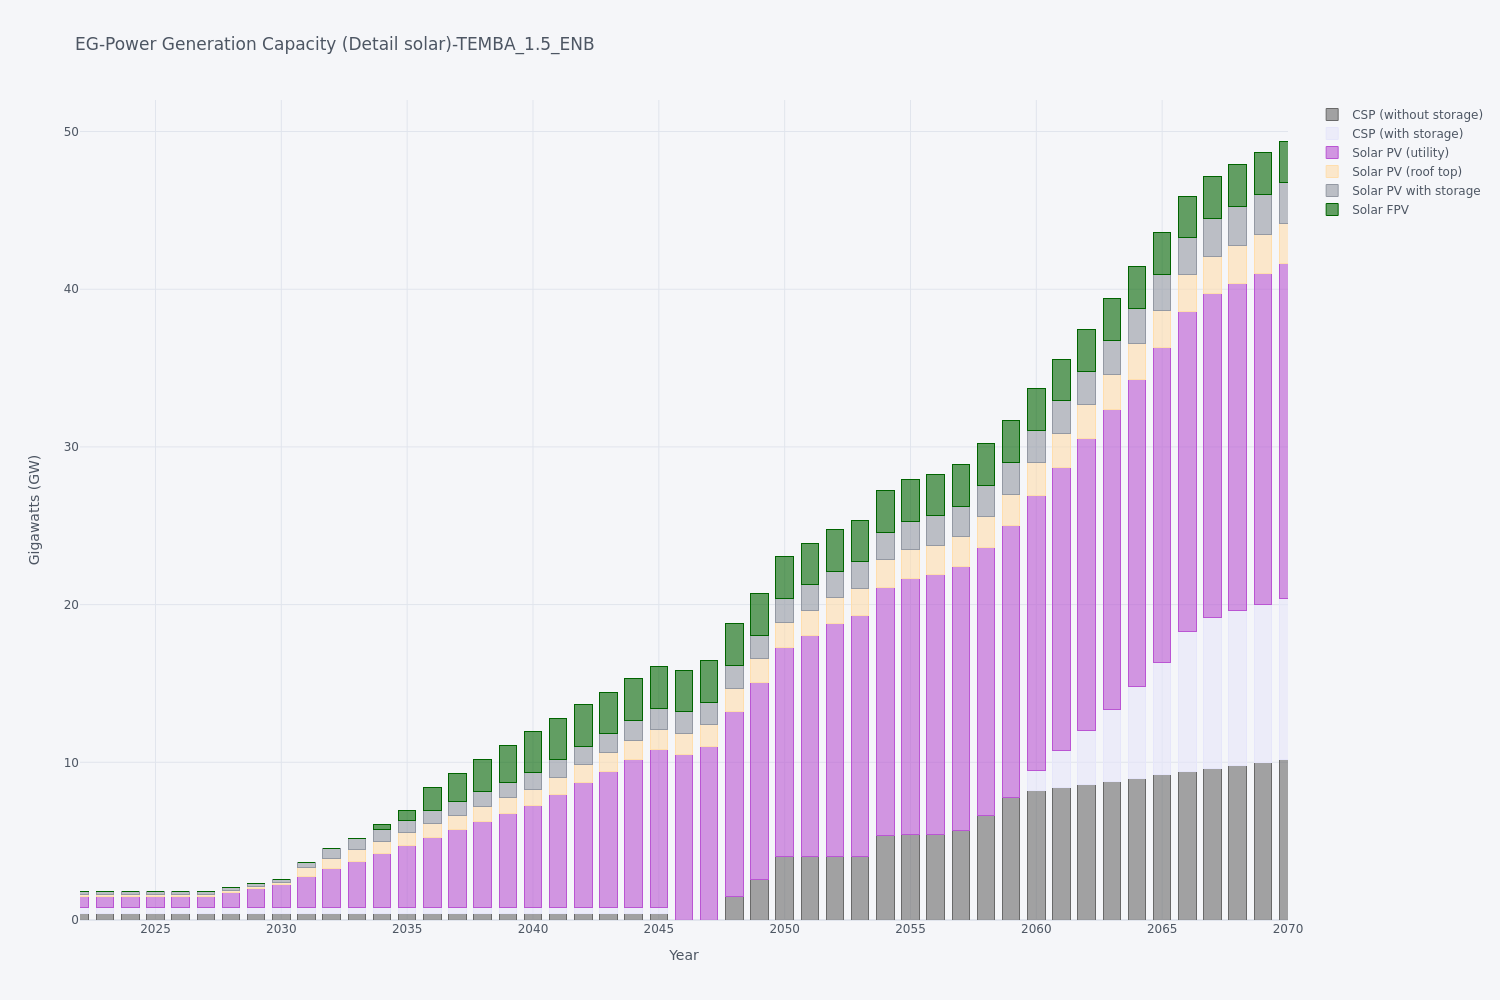 EG-Power Generation Capacity (Detail solar)-TEMBA_1.5_ENB
CSP (without storage)
CSP (with storage)
Solar PV (utility)
Solar PV (roof top)
Solar PV with storage
Solar FPV
50
40
30
20
10
0
Gigawatts (GW)
2025
2030
2035
2040
2045
2050
2055
2060
2065
2070
Year